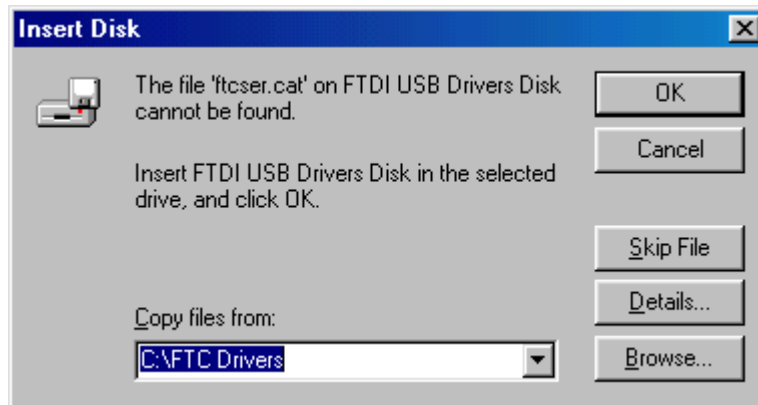 Insert Disk
The file 'ftcser.cat' on FTDI USB Drivers Disk
cannot be found.
Insert FTDI USB Drivers Disk in the selected
drive, and click OK.
Copy files from:
C:\FTC Drivers
OK
Cancel
Skip File
Details...
Browse...